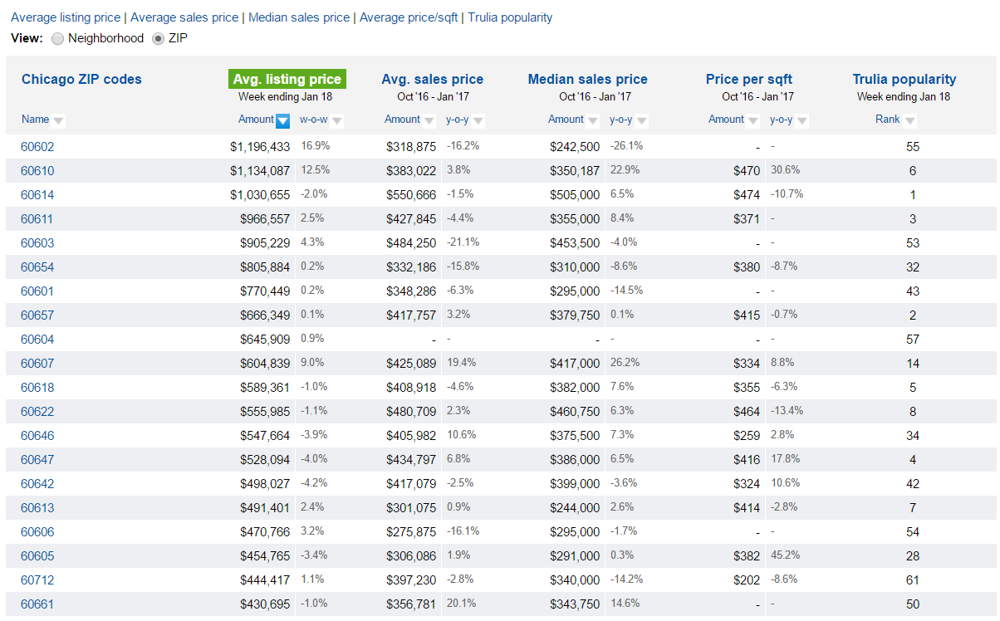 Average listing price | Average sales price | Median sales price | Average price/sqft | Trulia popularity
View: Neighborhood ZIP
Chicago ZIP codes Avg. listing price Avg. sales price Median sales price Price per sqft Trulia popularity
Week ending Jan 18 Oct '16 - Jan '17 Oct '16 - Jan '17 Oct '16 - Jan '17 Week ending Jan 18
Name Amount w-o-w Amount y-o-y Amount y-o-y Amount y-o-y Rank
60602 $1,196,433 16.9% $318,875 -16.2% $242,500 -26.1% - - 55
60610 $1,134,087 12.5% $383,022 3.8% $350,187 22.9% $470 30.6% 6
60614 $1,030,655 -2.0% $550,666 -1.5% $505,000 6.5% $474 -10.7% 1
60611 $966,557 2.5% $427,845 -4.4% $355,000 8.4% $371 - 3
60603 $905,229 4.3% $484,250 -21.1% $453,500 -4.0% - - 53
60654 $805,884 0.2% $332,186 -15.8% $310,000 -8.6% $380 -8.7% 32
60601 $770,449 0.2% $348,286 -6.3% $295,000 -14.5% - - 43
60657 $666,349 0.1% $417,757 3.2% $379,750 0.1% $415 -0.7% 2
60604 $645,909 0.9% - - - - - - 57
60607 $604,839 9.0% $425,089 19.4% $417,000 26.2% $334 8.8% 14
60618 $589,361 -1.0% $408,918 -4.6% $382,000 7.6% $355 -6.3% 5
60622 $555,985 -1.1% $480,709 2.3% $460,750 6.3% $464 -13.4% 8
60646 $547,664 -3.9% $405,982 10.6% $375,500 7.3% $259 2.8% 34
60647 $528,094 -4.0% $434,797 6.8% $386,000 6.5% $416 17.8% 4
60642 $498,027 -4.2% $417,079 -2.5% $399,000 -3.6% $324 10.6% 42
60613 $491,401 2.4% $301,075 0.9% $244,000 2.6% $414 -2.8% 7
60606 $470,766 3.2% $275,875 -16.1% $295,000 -1.7% - - 54
60605 $454,765 -3.4% $306,086 1.9% $291,000 0.3% $382 45.2% 28
60712 $444,417 1.1% $397,230 -2.8% $340,000 -14.2% $202 -8.6% 61
60661 $430,695 -1.0% $356,781 20.1% $343,750 14.6% - - 50